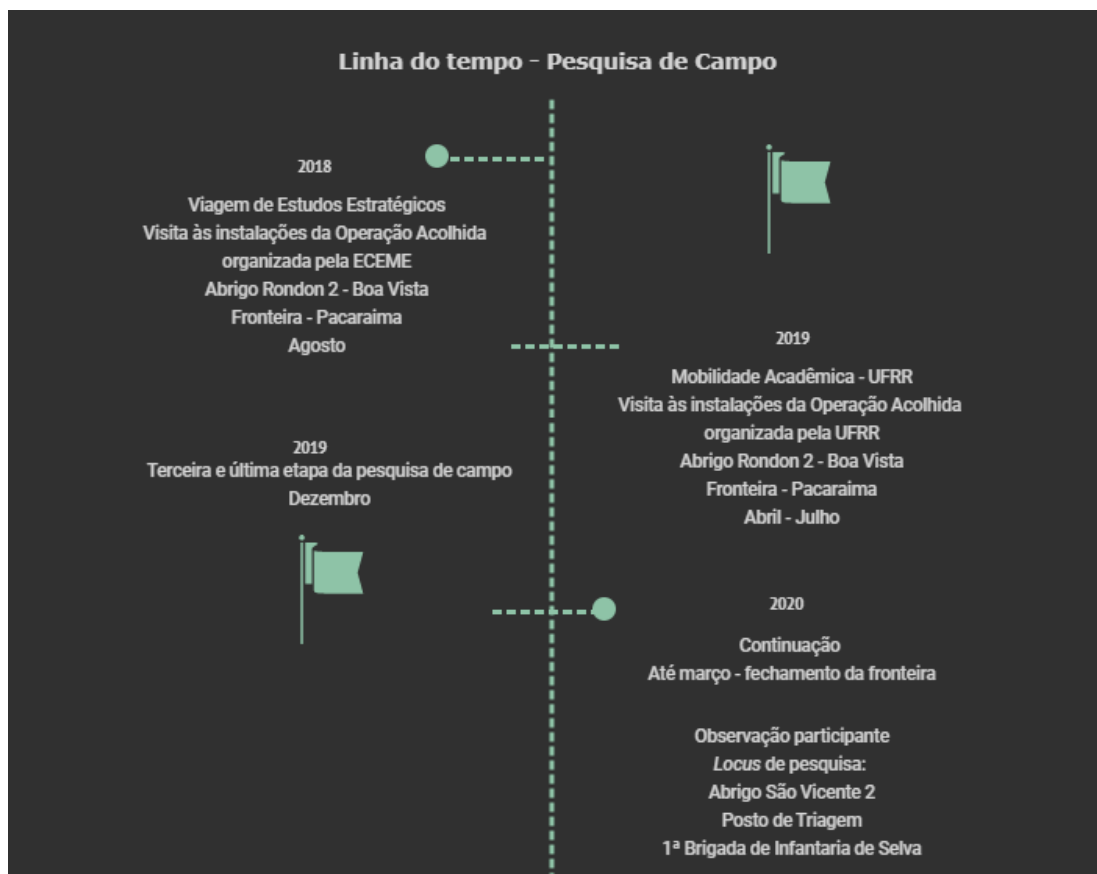 Linha do tempo - Pesquisa de Campo
2018
Viagem de Estudos Estratégicos
Visita às instalações da Operação Acolhida
organizada pela ECEME
Abrigo Rondon 2 - Boa Vista
Fronteira - Pacaraima
Agosto
2019
Mobilidade Acadêmica - UFRR
Visita às instalações da Operação Acolhida
organizada pela UFRR
Abrigo Rondon 2 - Boa Vista
Fronteira - Pacaraima
Abril - Julho
2019
Terceira e última etapa da pesquisa de campo
Dezembro
2020
Continuação
Até março - fechamento da fronteira
Observação participante
Locus de pesquisa:
Abrigo São Vicente 2
Posto de Triagem
1ª Brigada de Infantaria de Selva